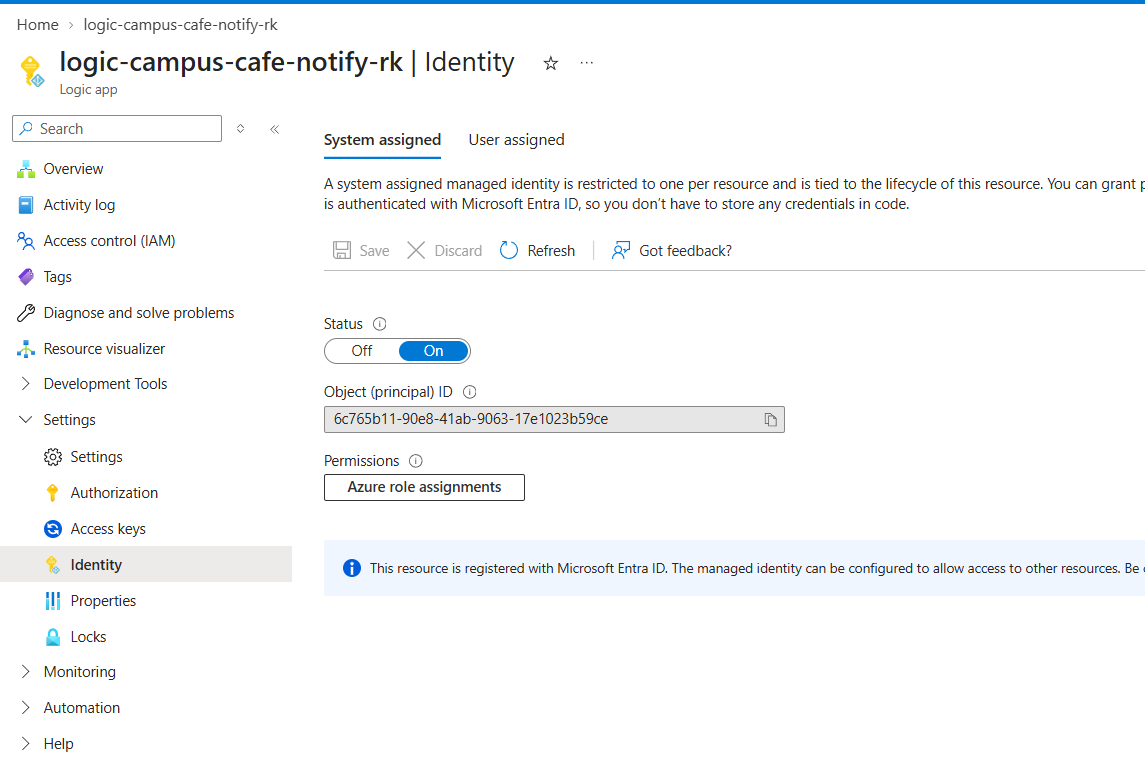 Home > logic-campus-cafe-notify-rk
logic-campus-cafe-notify-rk | Identity
Logic app
Search
Overview
Activity log
Access control (IAM)
Tags
Diagnose and solve problems
Resource visualizer
Development Tools
Settings
Settings
Authorization
Access keys
Identity
Properties
Locks
Monitoring
Automation
Help
System assigned User assigned
A system assigned managed identity is restricted to one per resource and is tied to the lifecycle of this resource. You can grant
is authenticated with Microsoft Entra ID, so you don't have to store any credentials in code.
Save Discard Refresh Got feedback?
Status
Off On
Object (principal) ID
6c765b11-90e8-41ab-9063-17e1023b59ce
Permissions
Azure role assignments
This resource is registered with Microsoft Entra ID. The managed identity can be configured to allow access to other resources. Be